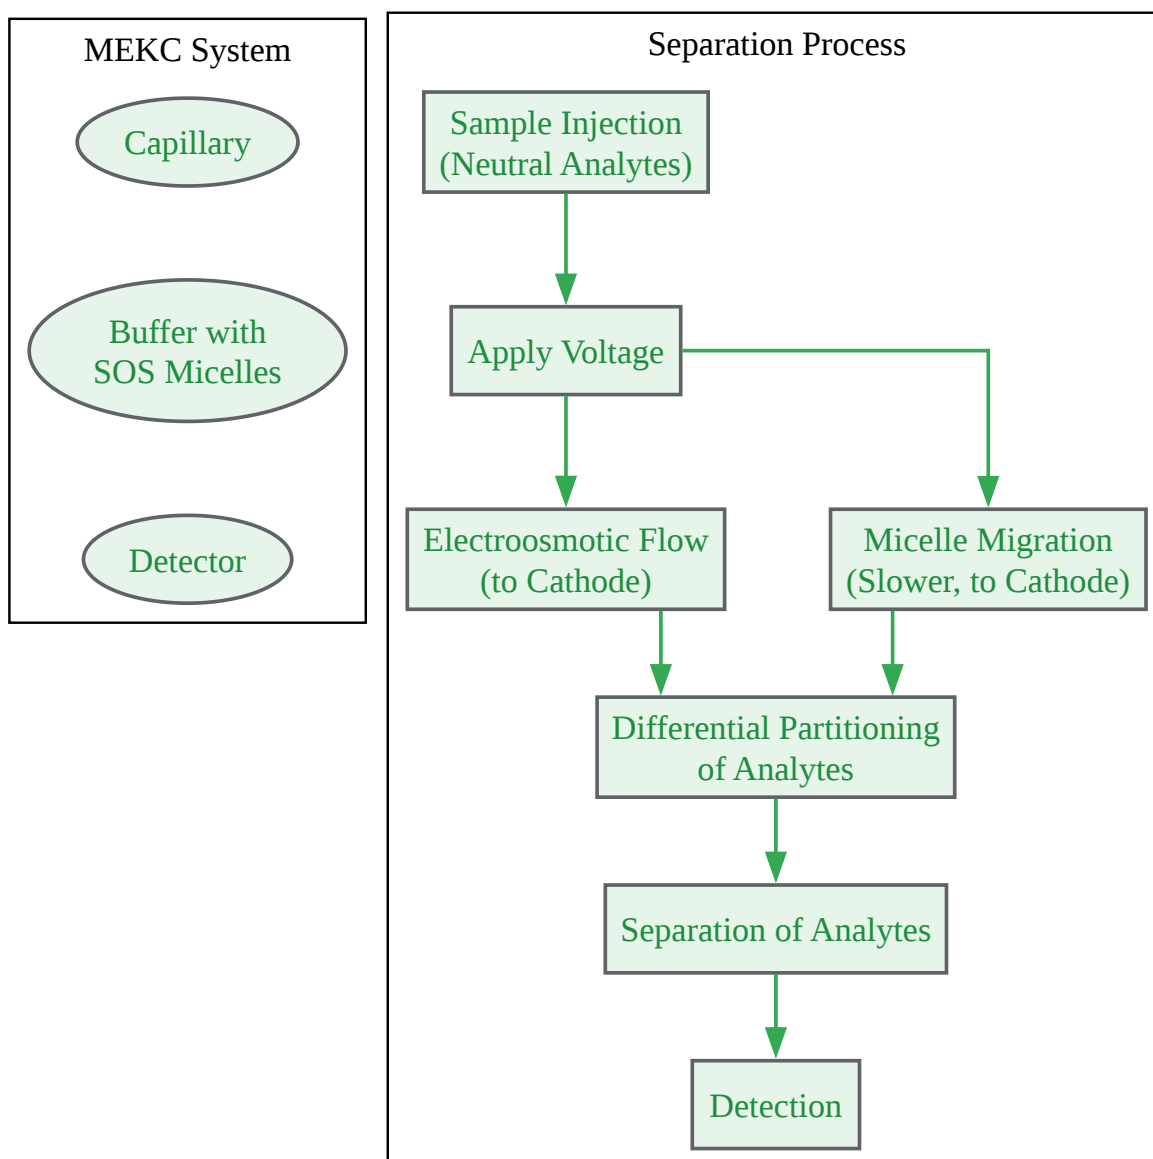 MEKC System
Capillary
Buffer with
SOS Micelles
Detector
Separation Process
Sample Injection
(Neutral Analytes)
Apply Voltage
Electroosmotic Flow
(to Cathode)
Micelle Migration
(Slower, to Cathode)
Differential Partitioning
of Analytes
Separation of Analytes
Detection